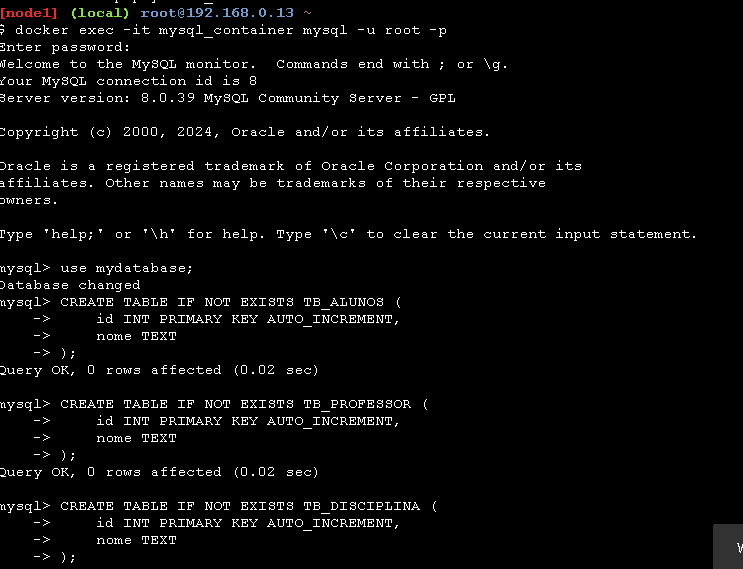 [node1] (local) root@192.168.0.13 ~
$ docker exec -it mysql_container mysql -u root -p
Enter password:
Welcome to the MySQL monitor.  Commands end with ; or \g.
Your MySQL connection id is 8
Server version: 8.0.39 MySQL Community Server - GPL
Copyright (c) 2000, 2024, Oracle and/or its affiliates.
Oracle is a registered trademark of Oracle Corporation and/or its
affiliates. Other names may be trademarks of their respective
owners.
Type 'help;' or '\h' for help. Type '\c' to clear the current input statement.
mysql> use mydatabase;
Database changed
mysql> CREATE TABLE IF NOT EXISTS TB_ALUNOS (
    ->     id INT PRIMARY KEY AUTO_INCREMENT,
    ->     nome TEXT
    -> );
Query OK, 0 rows affected (0.02 sec)
mysql> CREATE TABLE IF NOT EXISTS TB_PROFESSOR (
    ->     id INT PRIMARY KEY AUTO_INCREMENT,
    ->     nome TEXT
    -> );
Query OK, 0 rows affected (0.02 sec)
mysql> CREATE TABLE IF NOT EXISTS TB_DISCIPLINA (
    ->     id INT PRIMARY KEY AUTO_INCREMENT,
    ->     nome TEXT
    -> );